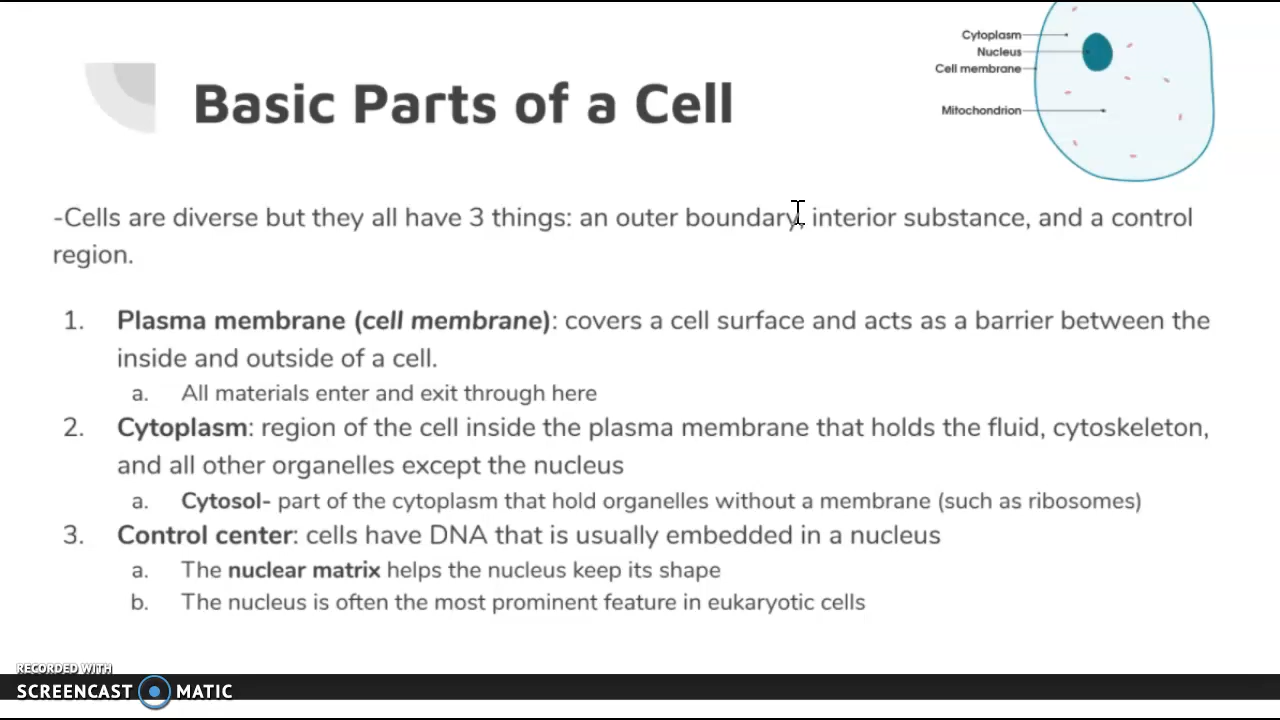 Cytoplasm
Nucleus
Cell membrane
Mitochondrion
Basic Parts of a Cell
-Cells are diverse but they all have 3 things: an outer boundary, interior substance, and a control
region.
1. Plasma membrane (cell membrane): covers a cell surface and acts as a barrier between the
inside and outside of a cell.
a. All materials enter and exit through here
2. Cytoplasm: region of the cell inside the plasma membrane that holds the fluid, cytoskeleton,
and all other organelles except the nucleus
a. Cytosol- part of the cytoplasm that hold organelles without a membrane (such as ribosomes)
3. Control center: cells have DNA that is usually embedded in a nucleus
a. The nuclear matrix helps the nucleus keep its shape
b. The nucleus is often the most prominent feature in eukaryotic cells
RECORDED WITH
SCREENCAST MATIC